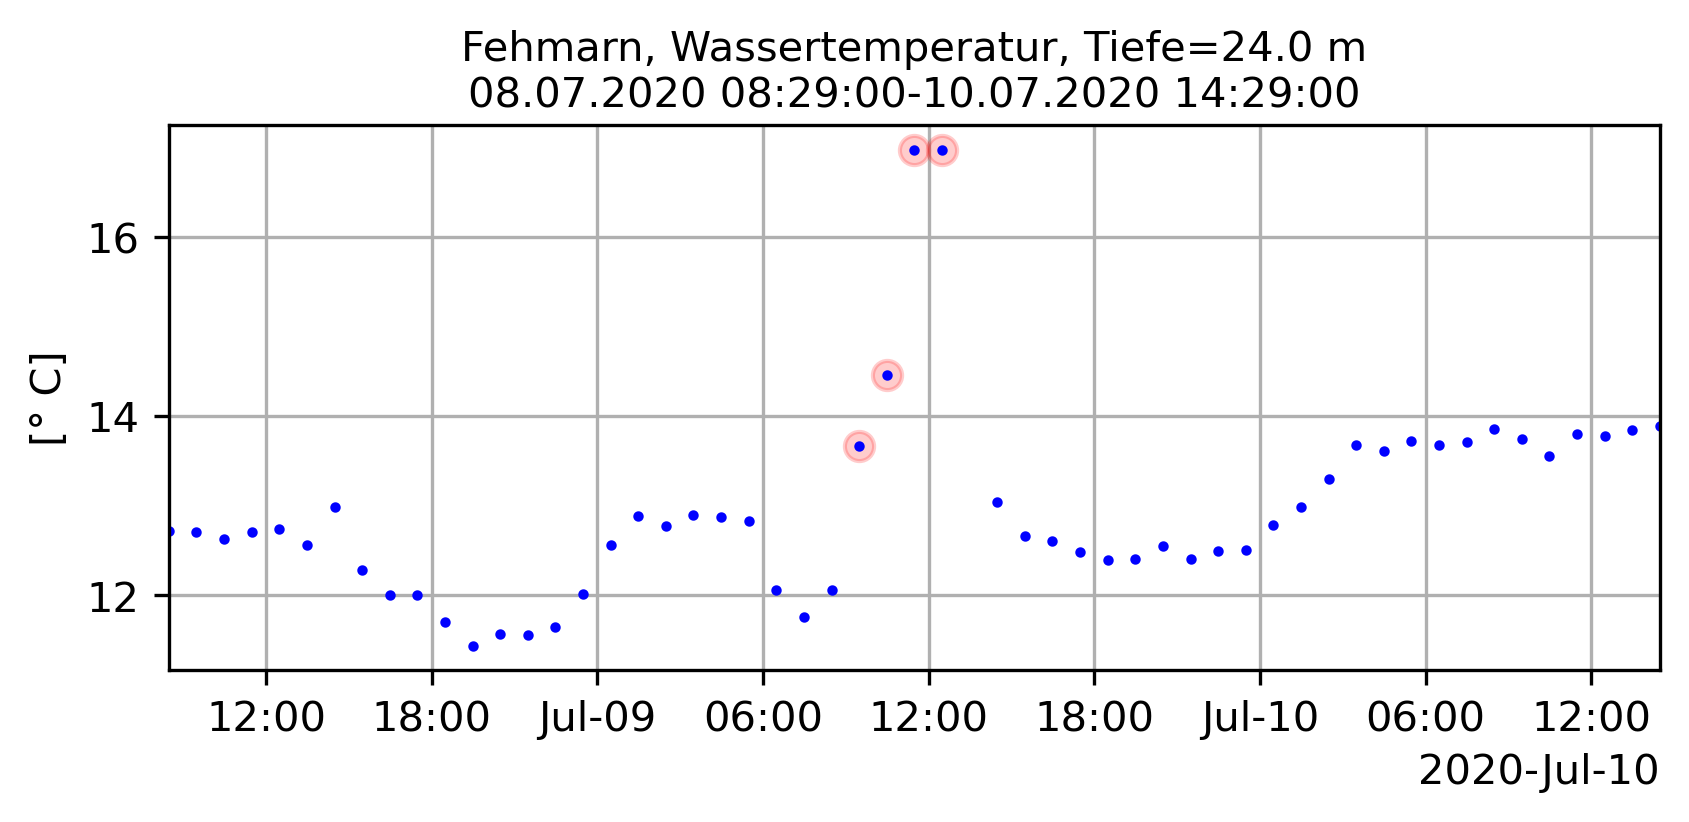 Fehmarn, Wassertemperatur, Tiefe=24.0 m
08.07.2020 08:29:00-10.07.2020 14:29:00
[° C]
16
14
12
12:00 18:00 Jul-09 06:00 12:00 18:00 Jul-10 06:00 12:00
2020-Jul-10